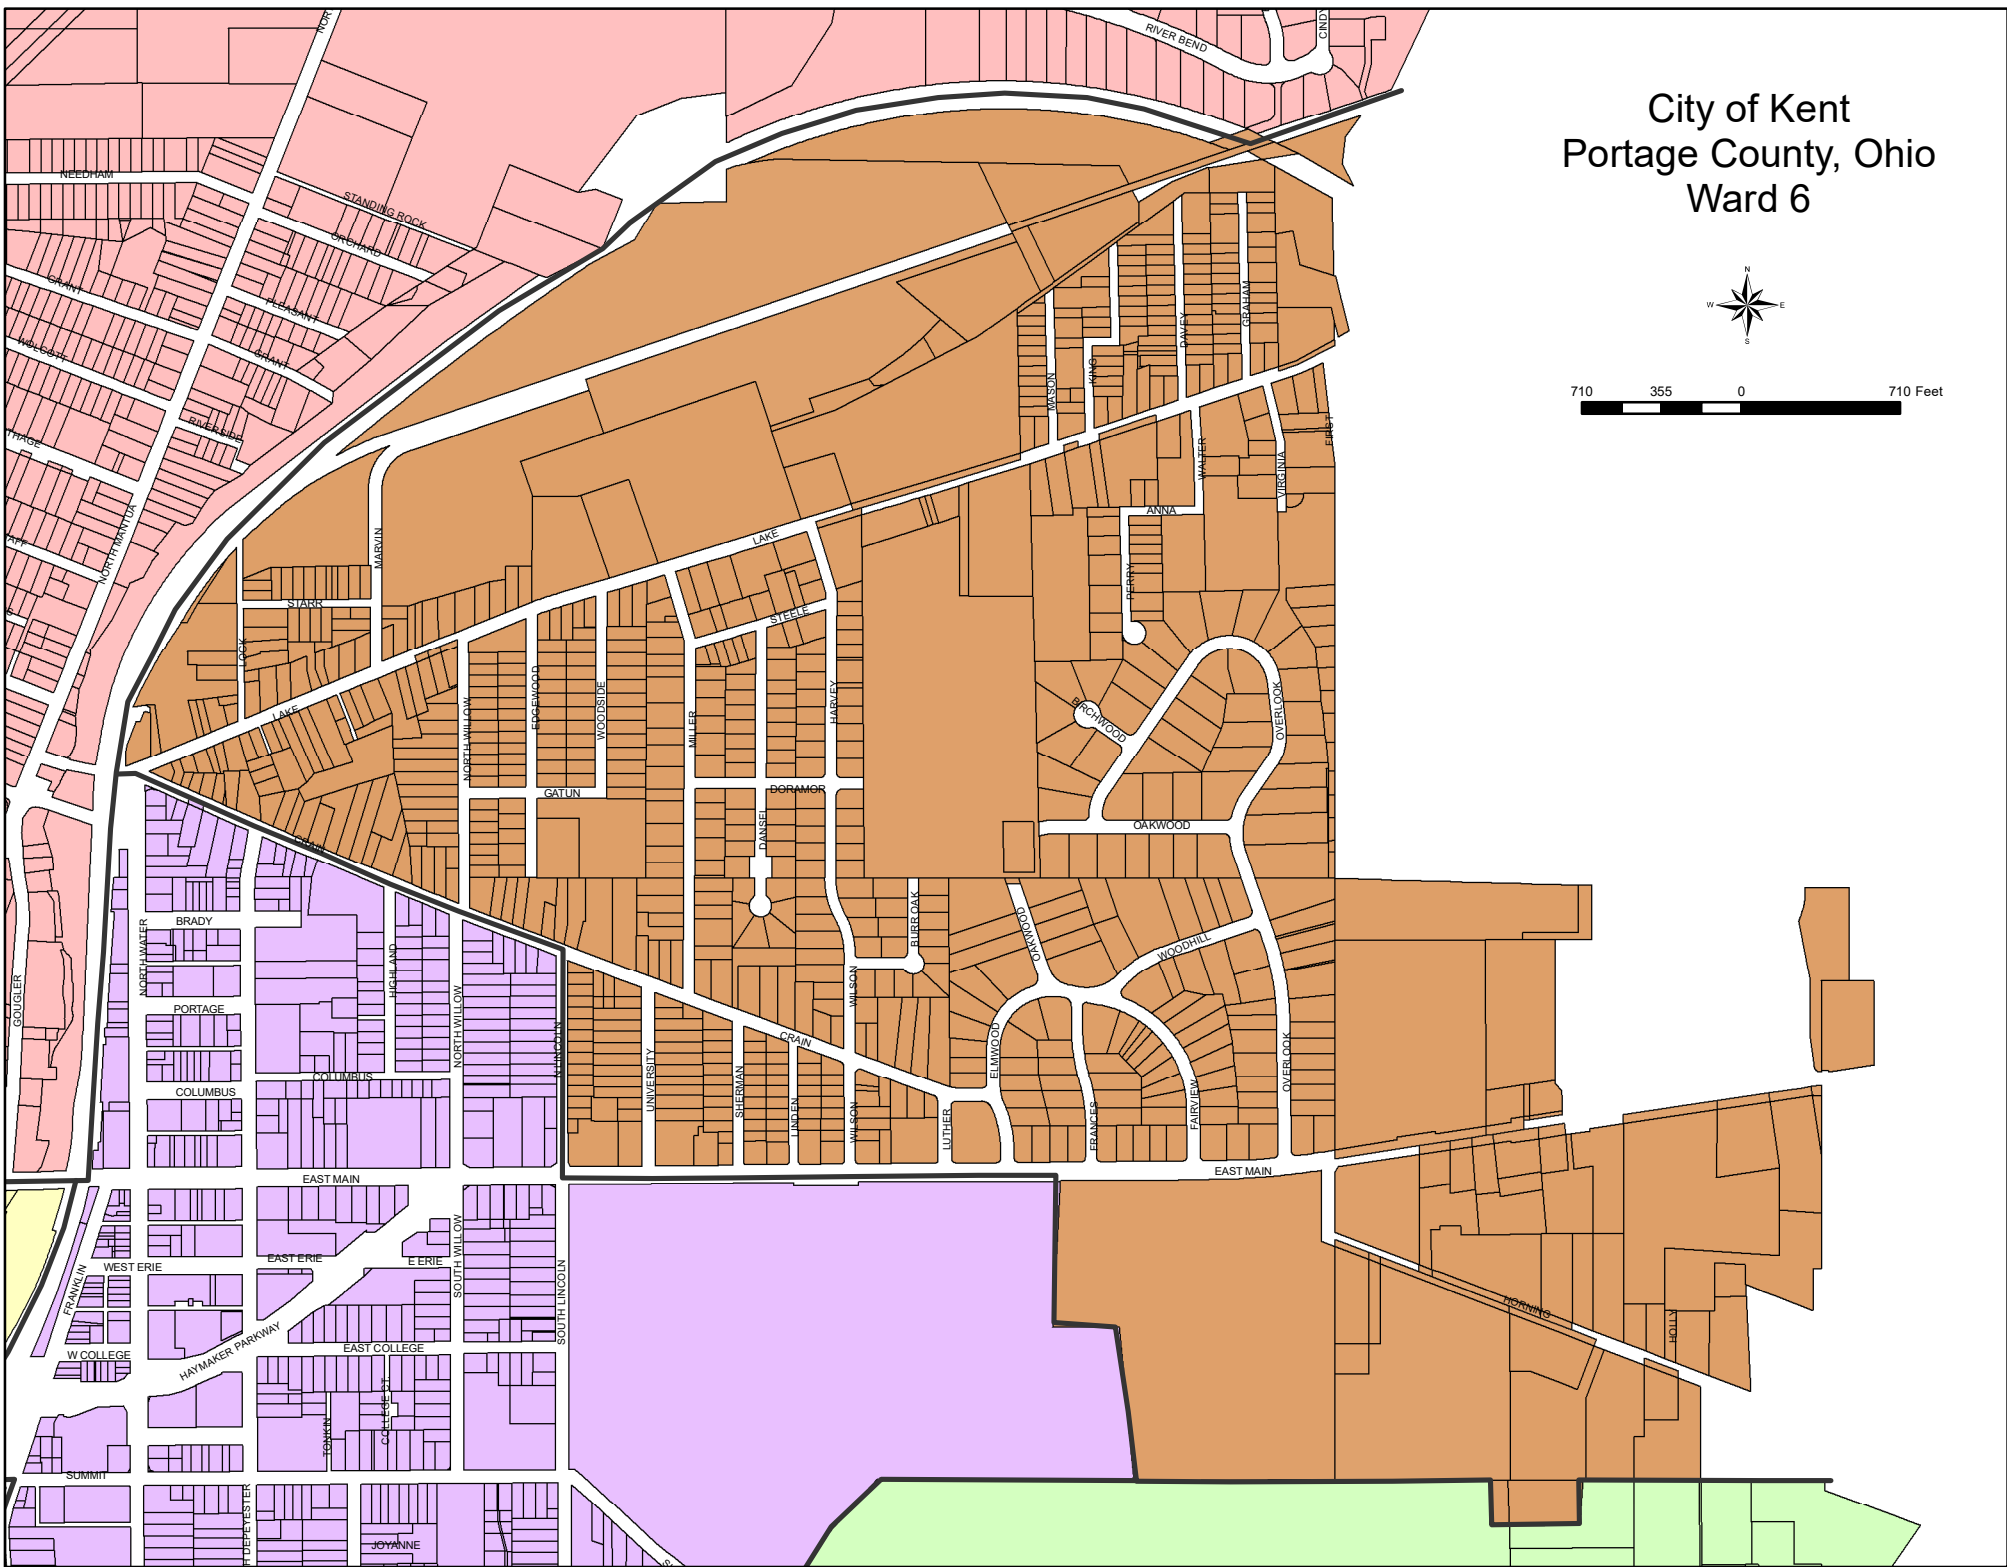 City of Kent
Portage County, Ohio
Ward 6
N
W
E
S
710
355
0
710 Feet
RIVER BEND
NEEDHAM
STANDING ROCK
ORCHARD
GRANT
PLEASANT
WOLCOTT
GRANT
RIVERSIDE
NORTH MANTUA
GRAHAM
DAVEY
KING
MASON
FIRST
WALTER
VIRGINIA
ANNA
PERRY
MARVIN
LAKE
STARR
STEELE
LOCK
LAKE
EDGEWOOD
WOODSIDE
NORTH WILLOW
MILLER
HARVEY
BIRCHWOOD
OVERLOOK
GATUN
DORAMOR
DANSEL
OAKWOOD
CRAIN
BRADY
NORTH WATER
HIGHLAND
BURR OAK
OAKWOOD
WOODHILL
GOUGLER
PORTAGE
NORTH WILLOW
N LINCOLN
WILSON
CRAIN
ELMWOOD
OVERLOOK
COLUMBUS
COLUMBUS
UNIVERSITY
SHERMAN
LINDEN
WILSON
LUTHER
FRANCES
FAIRVIEW
EAST MAIN
EAST MAIN
EAST ERIE
E ERIE
WEST ERIE
FRANKLIN
SOUTH WILLOW
SOUTH LINCOLN
HORNING
HOLLY
HAYMAKER PARKWAY
W COLLEGE
EAST COLLEGE
TONKIN
COLLEGE CT.
SUMMIT
H DEPEYESTER
JOYANNE